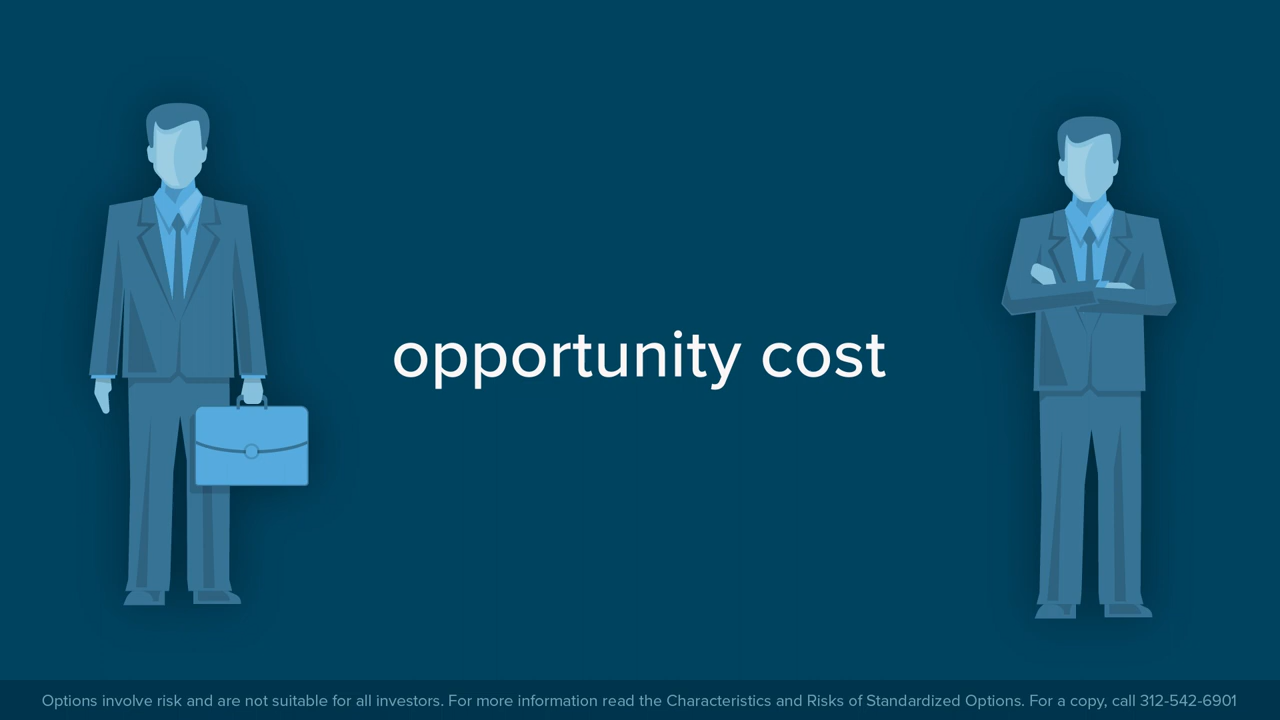 opportunity cost
Options involve risk and are not suitable for all investors. For more information read the Characteristics and Risks of Standardized Options. For a copy, call 312-542-6901